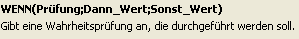 WENN(Prüfung;Dann_Wert;Sonst_Wert)
Gibt eine Wahrheitsprüfung an, die durchgeführt werden soll.